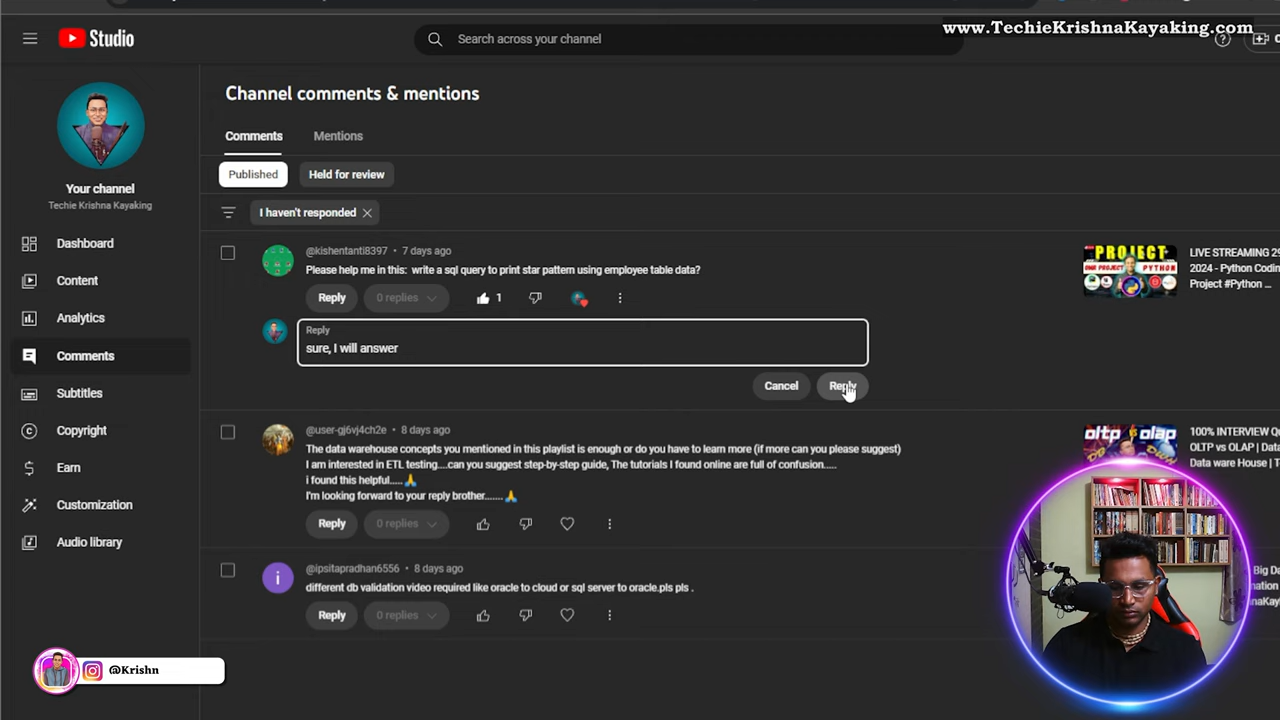 www.TechieKrishnaKayaking.com
Studio
Search across your channel
Channel comments & mentions
Comments
Mentions
Published
Held for review
I haven't responded
Your channel
Techie Krishna Kayaking
Dashboard
Content
Analytics
Comments
Subtitles
Copyright
Earn
Customization
Audio library
@kishentanti8397 • 7 days ago
Please help me in this: write a sql query to print star pattern using employee table data?
Reply
0 replies
1
Reply
sure, I will answer
Cancel
Reply
PROJECT
PYTHON
LIVE STREAMING 29
2024 - Python Coding
Project #Python ...
@user-gj6vj4ch2e • 8 days ago
The data warehouse concepts you mentioned in this playlist is enough or do you have to learn more (if more can you please suggest)
I am interested in ETL testing....can you suggest step-by-step guide, The tutorials I found online are full of confusion.....
i found this helpful.....🙏
I'm looking forward to your reply brother.......🙏
Reply
0 replies
oltp olap
100% INTERVIEW Qu
OLTP vs OLAP | Data
Data ware House | T
i
@ipsitapradhan6556 • 8 days ago
different db validation video required like oracle to cloud or sql server to oracle.pls pls .
Reply
0 replies
Big Da
@Krishn